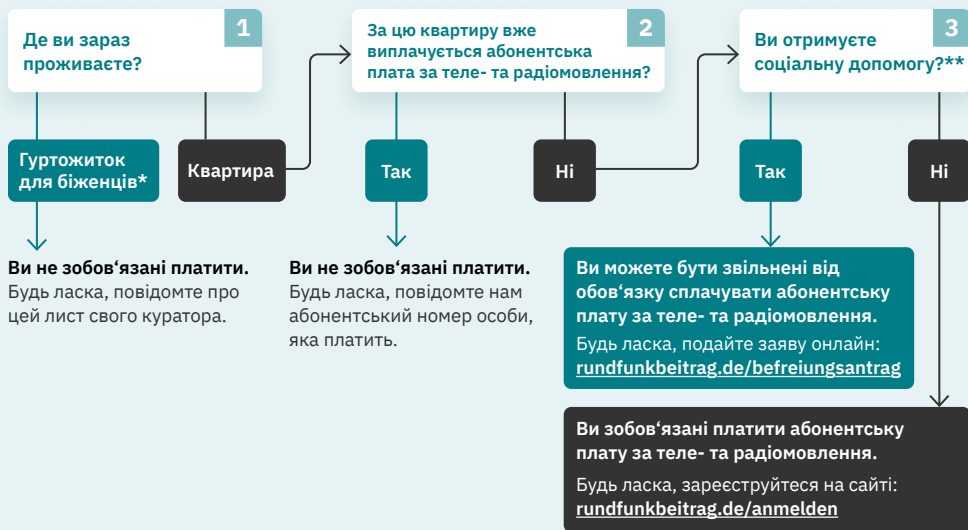 Де ви зараз
проживаєте?
1
За цю квартиру вже
виплачується абонентська
плата за теле- та радіомовлення?
2
Ви отримуєте
соціальну допомогу?**
3
Гуртожиток
для біженців*
Квартира
Так
Ні
Так
Ні
Ви не зобов‘язані платити.
Будь ласка, повідомте про
цей лист свого куратора.
Ви не зобов‘язані платити.
Будь ласка, повідомте нам
абонентський номер особи,
яка платить.
Ви можете бути звільнені від
обов‘язку сплачувати абонентську
плату за теле- та радіомовлення.
Будь ласка, подайте заяву онлайн:
rundfunkbeitrag.de/befreiungsantrag
Ви зобов‘язані платити абонентську
плату за теле- та радіомовлення.
Будь ласка, зареєструйтеся на сайті:
rundfunkbeitrag.de/anmelden